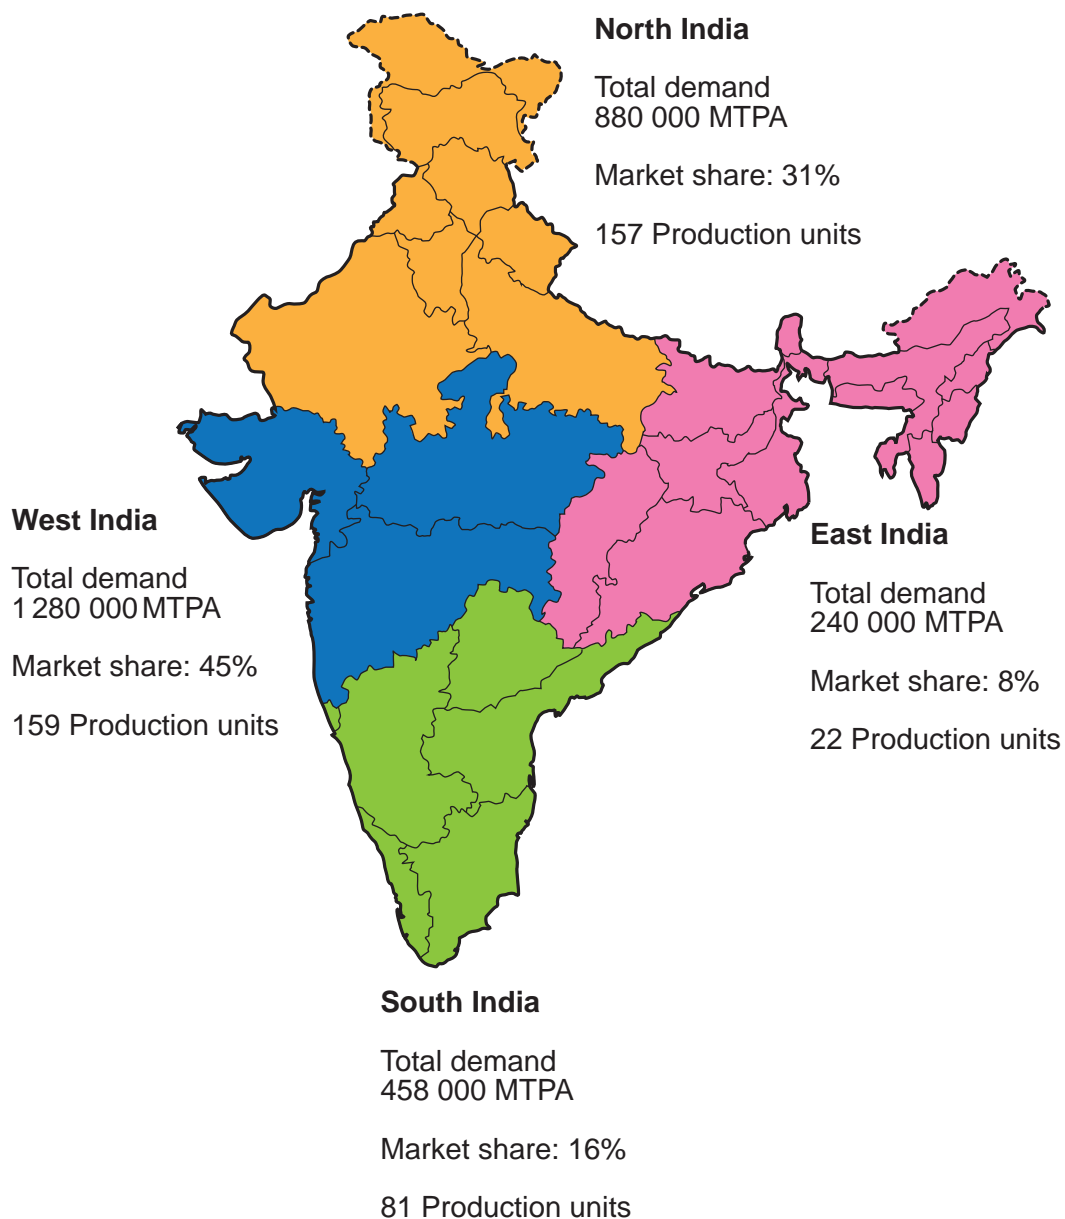 North India
Total demand
880 000 MTPA
Market share: 31%
157 Production units
West India
Total demand
1 280 000 MTPA
Market share: 45%
159 Production units
East India
Total demand
240 000 MTPA
Market share: 8%
22 Production units
South India
Total demand
458 000 MTPA
Market share: 16%
81 Production units